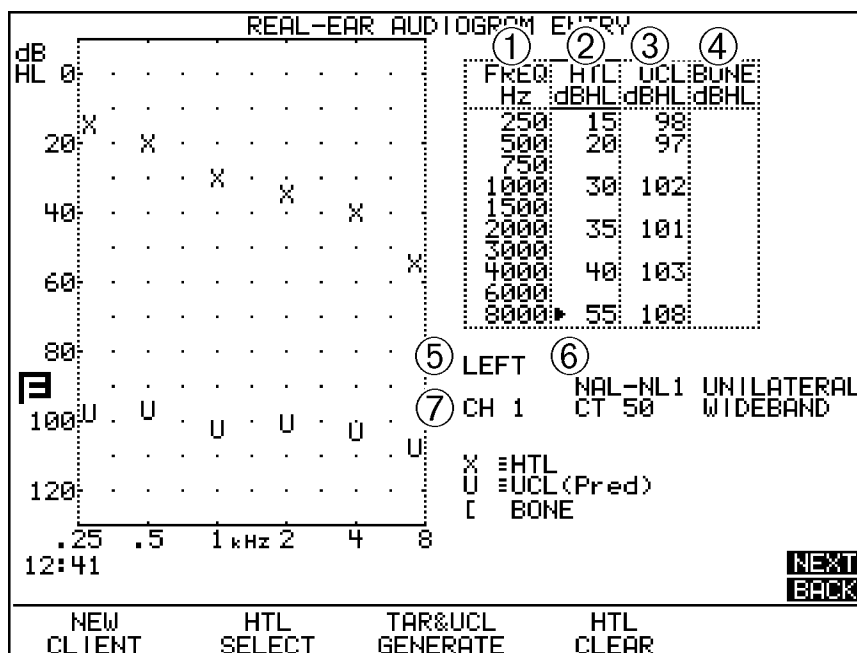 REAL-EAR AUDIOGRAM ENTRY
① ② ③ ④
dB
HL
FREQ HTL UCL BONE
Hz dBHL dBHL dBHL
250 15 98
500 20 97
750
1000 30 102
1500
2000 35 101
3000
4000 40 103
6000
8000 ▶ 55 108
0
20
40
60
80
100
120
X X X X X X
U U U U U U
.25 .5 1 kHz 2 4 8
⑤ LEFT ⑥
NAL-NL1 UNILATERAL
⑦ CH 1 CT 50 WIDEBAND
X HTL
U UCL(Pred)
[ BONE
12:41
NEXT
BACK
NEW CLIENT
HTL SELECT
TAR&UCL GENERATE
HTL CLEAR